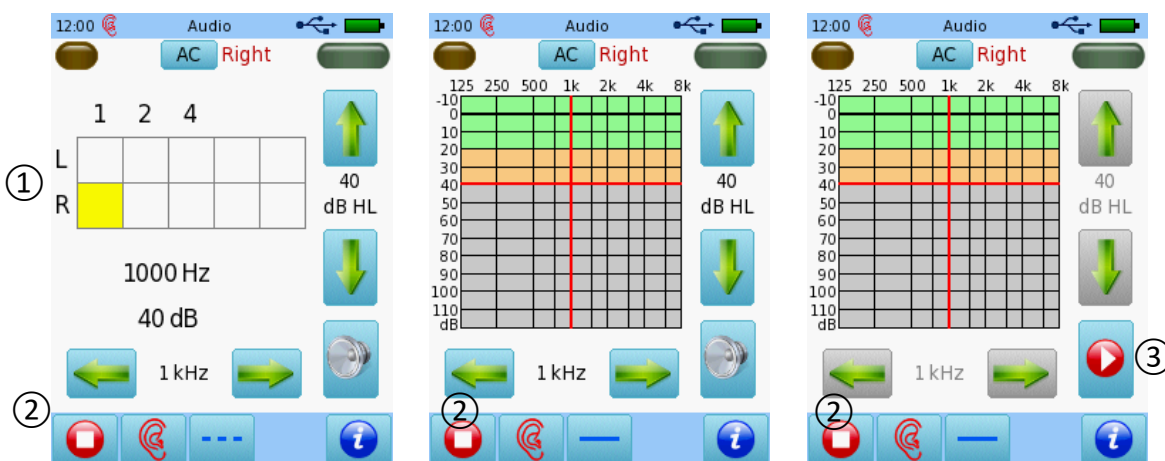 12:00 Audio
AC Right
1 2 4
L
① R
40
dB HL
1000 Hz
40 dB
1 kHz
②
i
12:00 Audio
AC Right
125 250 500 1k 2k 4k 8k
-10
0
10
20
30
40
50
60
70
80
90
100
110
dB
40
dB HL
1 kHz
②
i
12:00 Audio
AC Right
125 250 500 1k 2k 4k 8k
-10
0
10
20
30
40
50
60
70
80
90
100
110
dB
40
dB HL
③
1 kHz
②
i